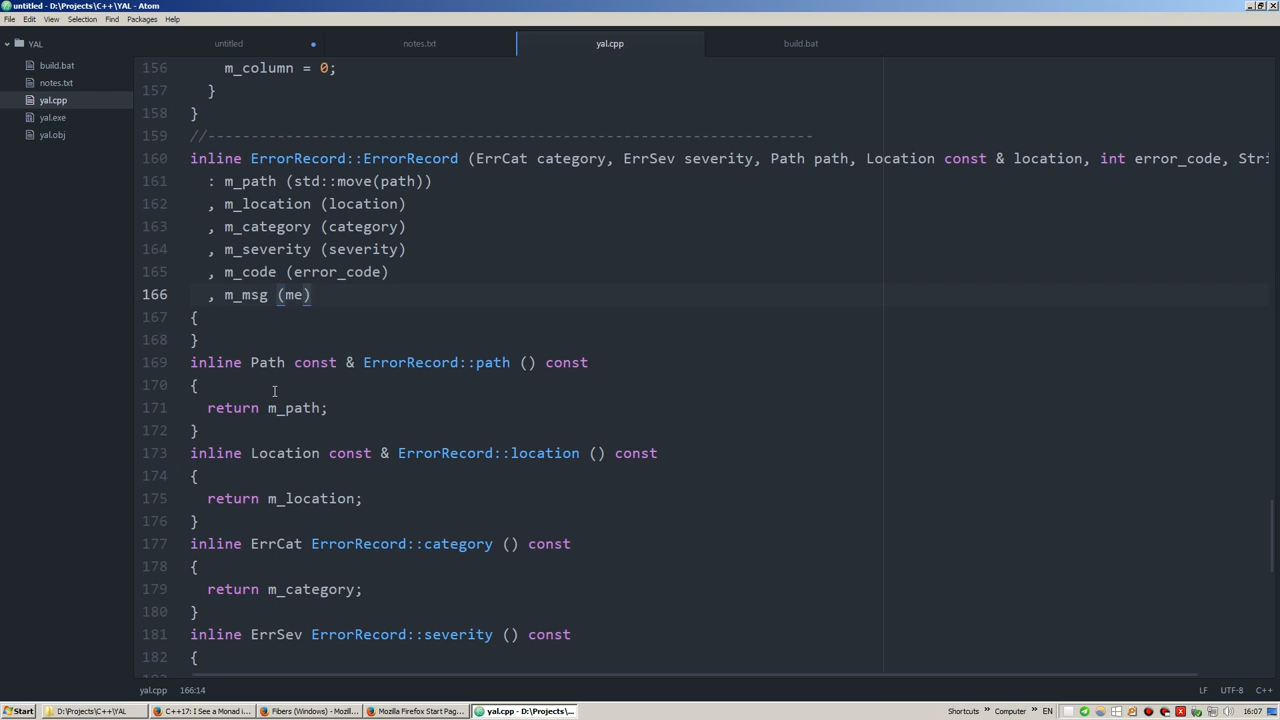 untitled - D:\Projects\C++\YAL - Atom
File Edit View Selection Find Packages Help
YAL
build.bat
notes.txt
yal.cpp
yal.exe
yal.obj
untitled
notes.txt
yal.cpp
build.bat
156 m_column = 0;
157 }
158 }
159 //----------------------------------------------------------------------
160 inline ErrorRecord::ErrorRecord (ErrCat category, ErrSev severity, Path path, Location const & location, int error_code, Stri
161 : m_path (std::move(path))
162 , m_location (location)
163 , m_category (category)
164 , m_severity (severity)
165 , m_code (error_code)
166 , m_msg (me)
167 {
168 }
169 inline Path const & ErrorRecord::path () const
170 {
171 return m_path;
172 }
173 inline Location const & ErrorRecord::location () const
174 {
175 return m_location;
176 }
177 inline ErrCat ErrorRecord::category () const
178 {
179 return m_category;
180 }
181 inline ErrSev ErrorRecord::severity () const
182 {
yal.cpp 166:14 LF UTF-8 C++
Start D:\Projects\C++\YAL C++17: I See a Monad i... Fibers (Windows) - Mozil... Mozilla Firefox Start Pag... yal.cpp - D:\Projects\... Shortcuts » Computer » EN 16:07